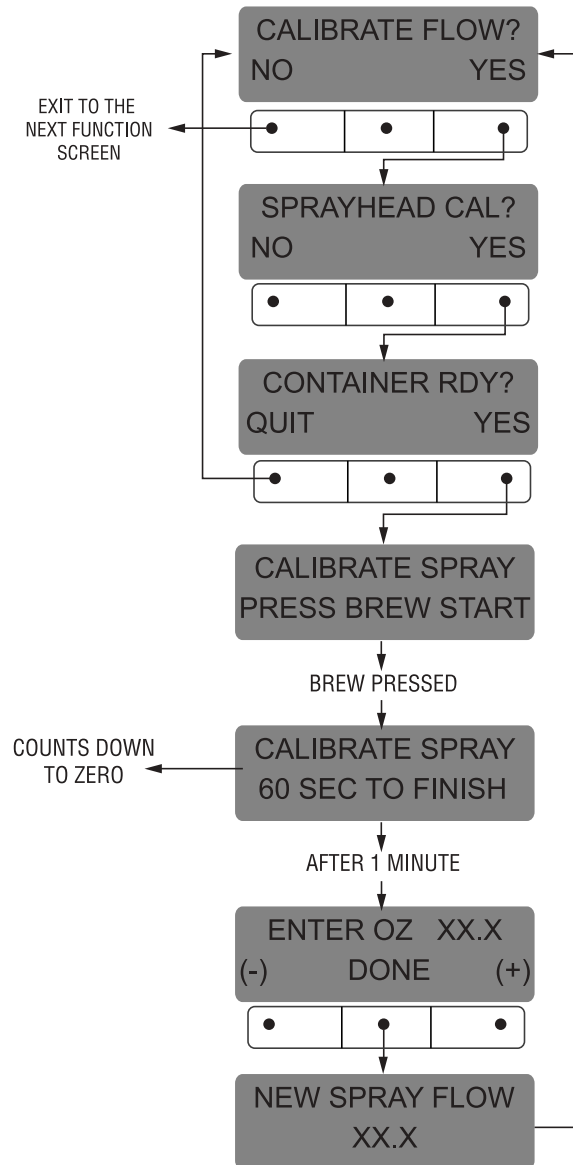 CALIBRATE FLOW?
NO YES
EXIT TO THE
NEXT FUNCTION
SCREEN
SPRAYHEAD CAL?
NO YES
CONTAINER RDY?
QUIT YES
CALIBRATE SPRAY
PRESS BREW START
BREW PRESSED
COUNTS DOWN
TO ZERO
CALIBRATE SPRAY
60 SEC TO FINISH
AFTER 1 MINUTE
ENTER OZ XX.X
(-) DONE (+)
NEW SPRAY FLOW
XX.X